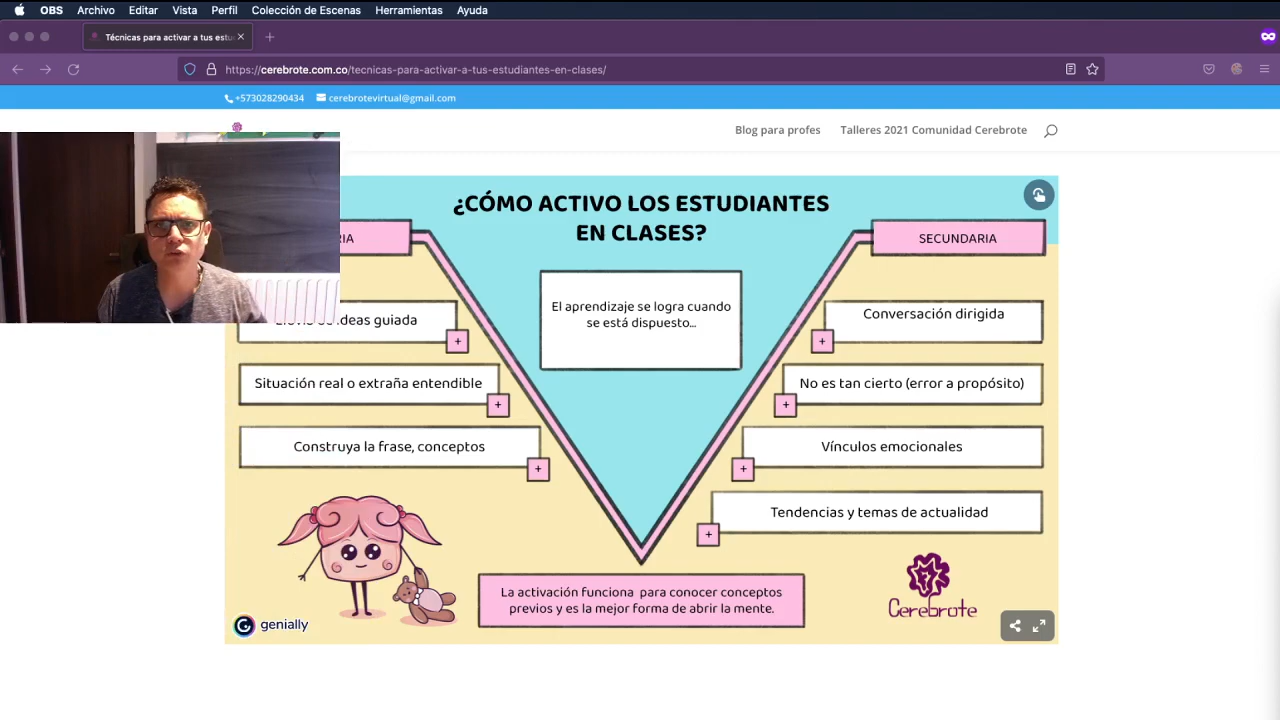 OBS Archivo Editar Vista Perfil Colección de Escenas Herramientas Ayuda
Técnicas para activar a tus estu
https://cerebrote.com.co/tecnicas-para-activar-a-tus-estudiantes-en-clases/
+573028290434 cerebrotevirtual@gmail.com
Blog para profes Talleres 2021 Comunidad Cerebrote
¿CÓMO ACTIVO LOS ESTUDIANTES
EN CLASES?
SECUNDARIA
El aprendizaje se logra cuando
se está dispuesto...
guiada
+
Situación real o extraña entendible
+
Construya la frase, conceptos
+
Conversación dirigida
+
No es tan cierto (error a propósito)
+
Vínculos emocionales
+
Tendencias y temas de actualidad
+
La activación funciona para conocer conceptos
previos y es la mejor forma de abrir la mente.
genially
Cerebrote